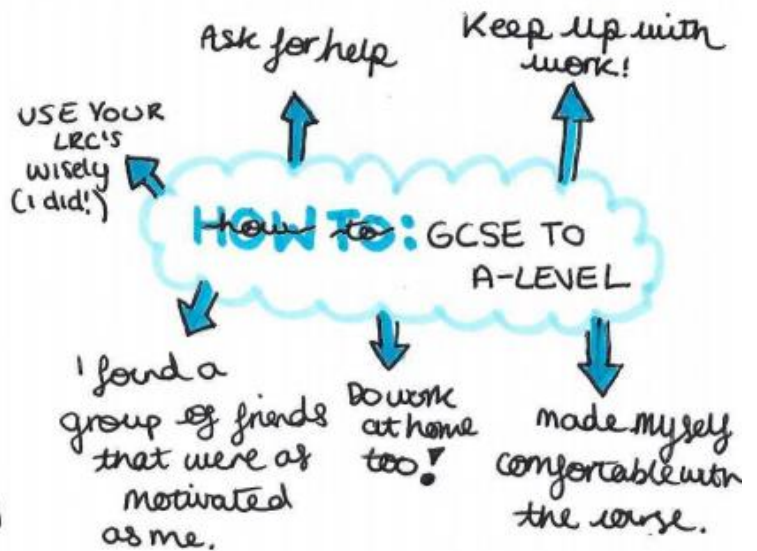 Ask for help
Keep up with
work!
USE YOUR
LRC'S
wisely
(I did!)
HOW TO: GCSE TO
A-LEVEL
I found a
group of friends
that were as
motivated
as me.
Do work
at home
too!
made myself
comfortable with
the course.